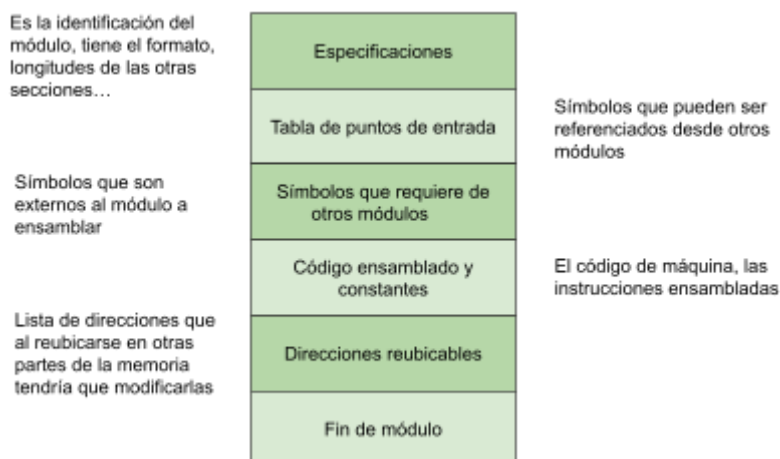 Es la identificación del
módulo, tiene el formato,
longitudes de las otras
secciones…
Especificaciones
Tabla de puntos de entrada
Símbolos que pueden ser
referenciados desde otros
módulos
Símbolos que son
externos al módulo a
ensamblar
Símbolos que requiere de
otros módulos
Código ensamblado y
constantes
El código de máquina, las
instrucciones ensambladas
Lista de direcciones que
al reubicarse en otras
partes de la memoria
tendría que modificarlas
Direcciones reubicables
Fin de módulo